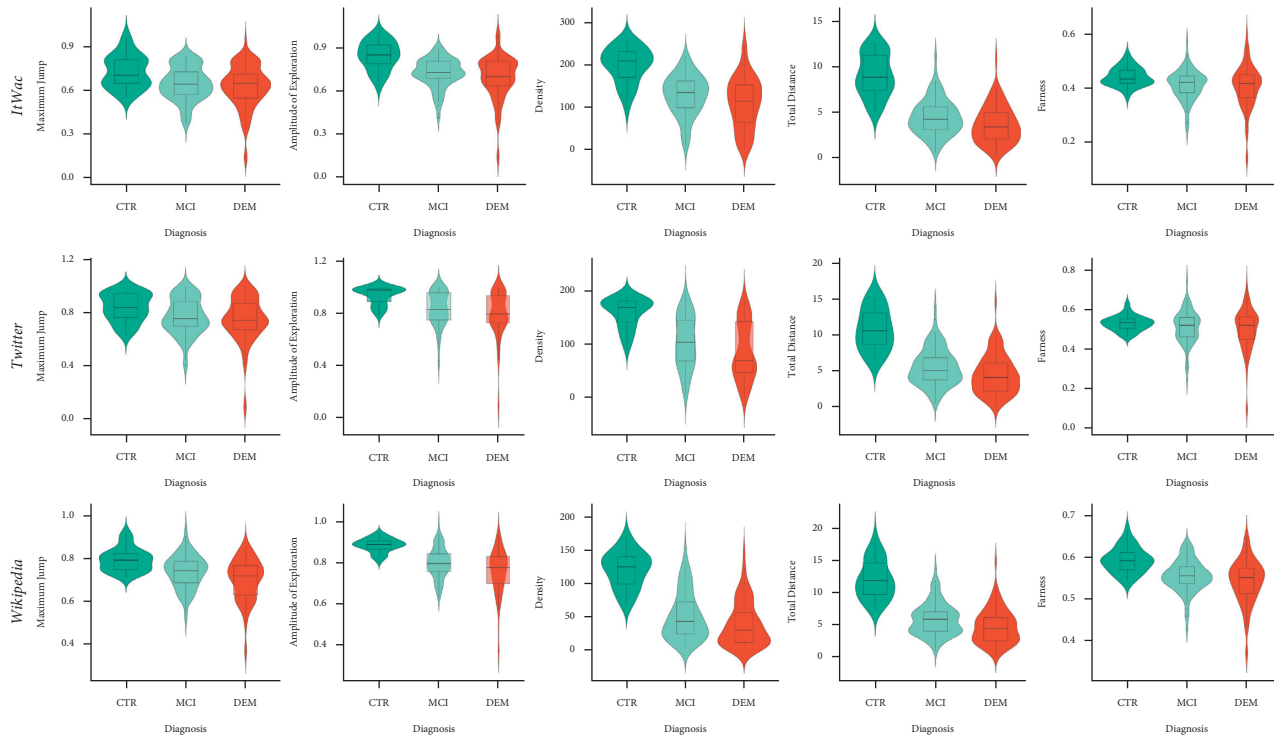 ItWac
Maximum Jump
0.9
0.6
0.3
0.0
CTR MCI DEM
Diagnosis
Amplitude of Exploration
0.9
0.6
0.3
0.0
CTR MCI DEM
Diagnosis
Density
300
200
100
0
CTR MCI DEM
Diagnosis
Total Distance
15
10
5
0
CTR MCI DEM
Diagnosis
Farness
0.6
0.4
0.2
CTR MCI DEM
Diagnosis
Twitter
Maximum Jump
1.2
0.8
0.4
0.0
CTR MCI DEM
Diagnosis
Amplitude of Exploration
1.2
0.8
0.4
0.0
CTR MCI DEM
Diagnosis
Density
200
100
0
CTR MCI DEM
Diagnosis
Total Distance
20
15
10
5
0
CTR MCI DEM
Diagnosis
Farness
0.8
0.6
0.4
0.2
0.0
CTR MCI DEM
Diagnosis
Wikipedia
Maximum Jump
1.0
0.8
0.6
0.4
CTR MCI DEM
Diagnosis
Amplitude of Exploration
1.0
0.8
0.6
0.4
CTR MCI DEM
Diagnosis
Density
200
150
100
50
0
CTR MCI DEM
Diagnosis
Total Distance
20
15
10
5
0
CTR MCI DEM
Diagnosis
Farness
0.7
0.6
0.5
0.4
CTR MCI DEM
Diagnosis